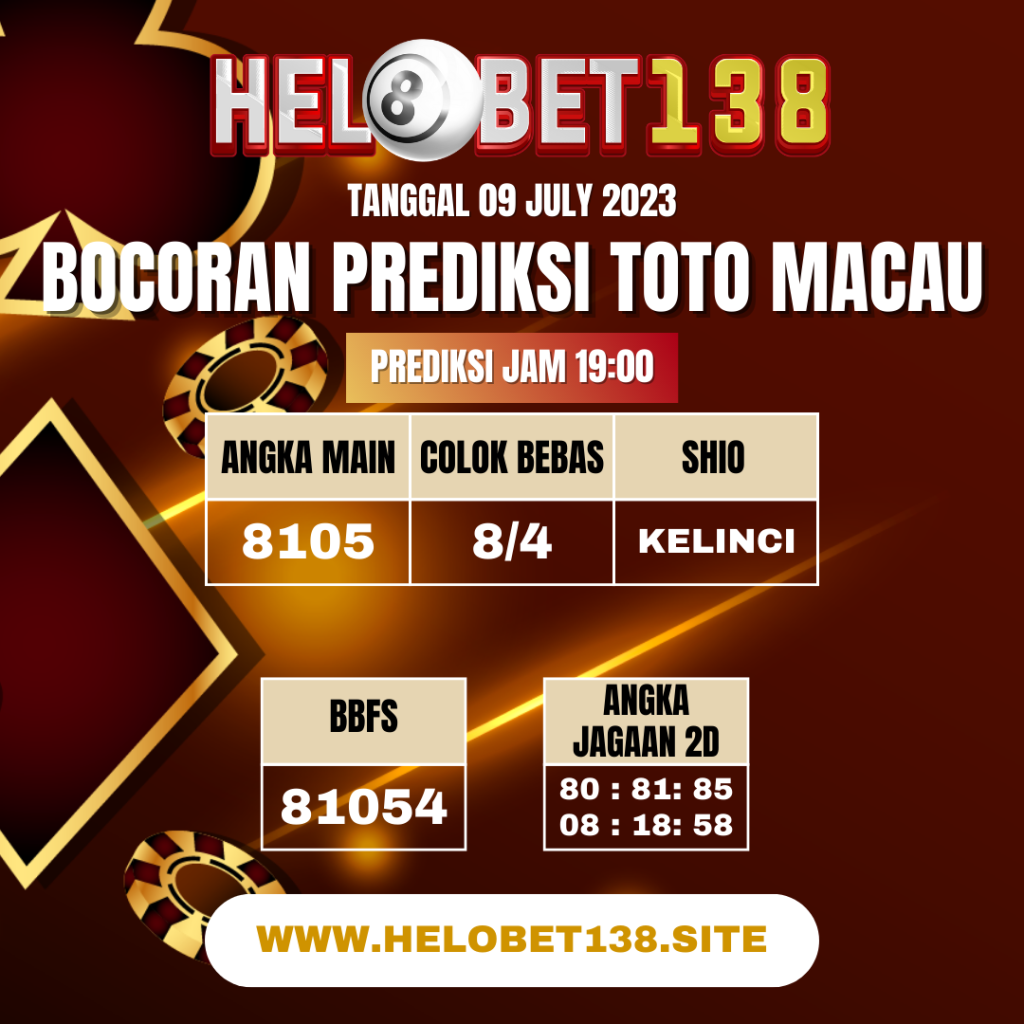 HELOBET138
TANGGAL 09 JULY 2023
BOCORAN PREDIKSI TOTO MACAU
PREDIKSI JAM 19:00
ANGKA MAIN COLOK BEBAS SHIO
8105 8/4 KELINCI
BBFS
81054
ANGKA
JAGAAN 2D
80 : 81: 85
08 : 18: 58
WWW.HELOBET138.SITE